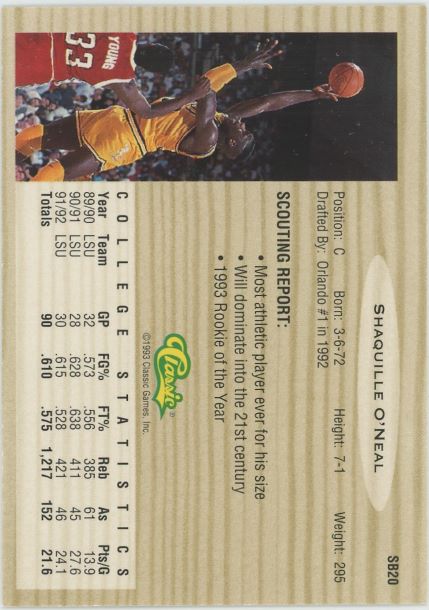 SB20
SHAQUILLE O'NEAL
Position: C Born: 3-6-72 Height: 7-1 Weight: 295
Drafted By: Orlando #1 in 1992
SCOUTING REPORT:
• Most athletic player ever for his size
• Will dominate into the 21st century
• 1993 Rookie of the Year
YOUNG
33
Classic®
©1993 Classic Games, Inc.
COLLEGE STATISTICS
Year Team GP FG% FT% Reb As Pts/G
89/90 LSU 32 .573 .556 385 61 13.9
90/91 LSU 28 .628 .638 411 45 27.6
91/92 LSU 30 .615 .528 421 46 24.1
Totals 90 .610 .575 1,217 152 21.6